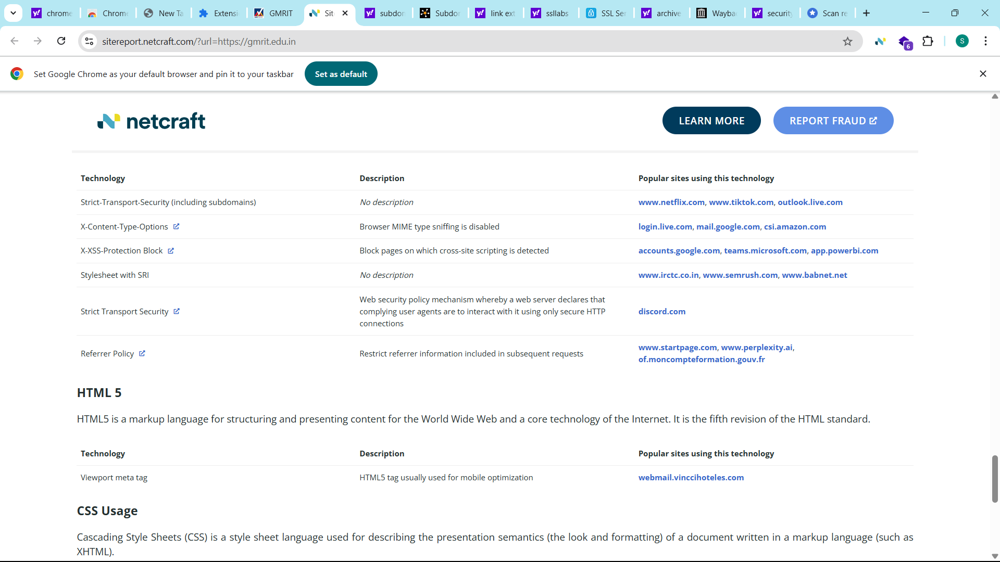 chrome
Chrome
New Ta
Extensi
GMRIT
Sit
subdon
Subdor
link ext
ssllabs
SSL Ser
archive
Waybac
security
Scan re
sitereport.netcraft.com/?url=https://gmrit.edu.in
6
S
Set Google Chrome as your default browser and pin it to your taskbar
Set as default
netcraft
LEARN MORE
REPORT FRAUD
Technology Description Popular sites using this technology
Strict-Transport-Security (including subdomains) No description www.netflix.com, www.tiktok.com, outlook.live.com
X-Content-Type-Options Browser MIME type sniffing is disabled login.live.com, mail.google.com, csi.amazon.com
X-XSS-Protection Block Block pages on which cross-site scripting is detected accounts.google.com, teams.microsoft.com, app.powerbi.com
Stylesheet with SRI No description www.irctc.co.in, www.semrush.com, www.babnet.net
Web security policy mechanism whereby a web server declares that
Strict Transport Security complying user agents are to interact with it using only secure HTTP discord.com
connections
www.startpage.com, www.perplexity.ai,
Referrer Policy Restrict referrer information included in subsequent requests
of.moncompteformation.gouv.fr
HTML 5
HTML5 is a markup language for structuring and presenting content for the World Wide Web and a core technology of the Internet. It is the fifth revision of the HTML standard.
Technology Description Popular sites using this technology
Viewport meta tag HTML5 tag usually used for mobile optimization webmail.vinccihoteles.com
CSS Usage
Cascading Style Sheets (CSS) is a style sheet language used for describing the presentation semantics (the look and formatting) of a document written in a markup language (such as
XHTML).